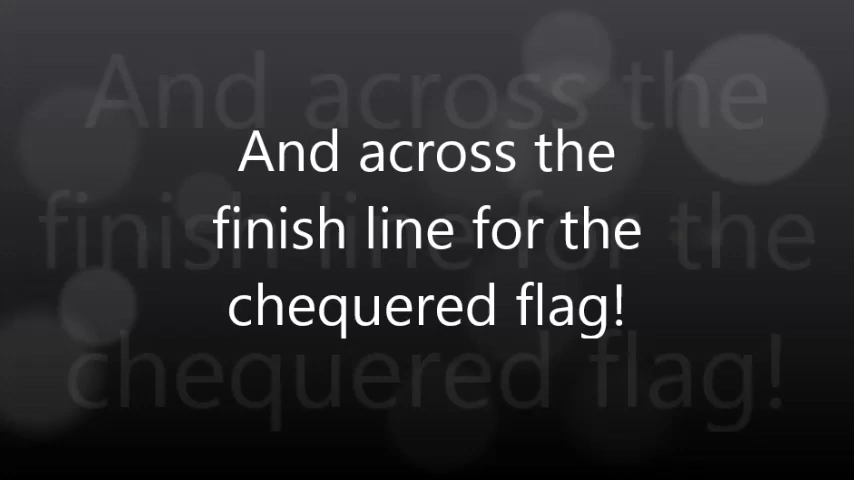 And across the
finish line for the
chequered flag!